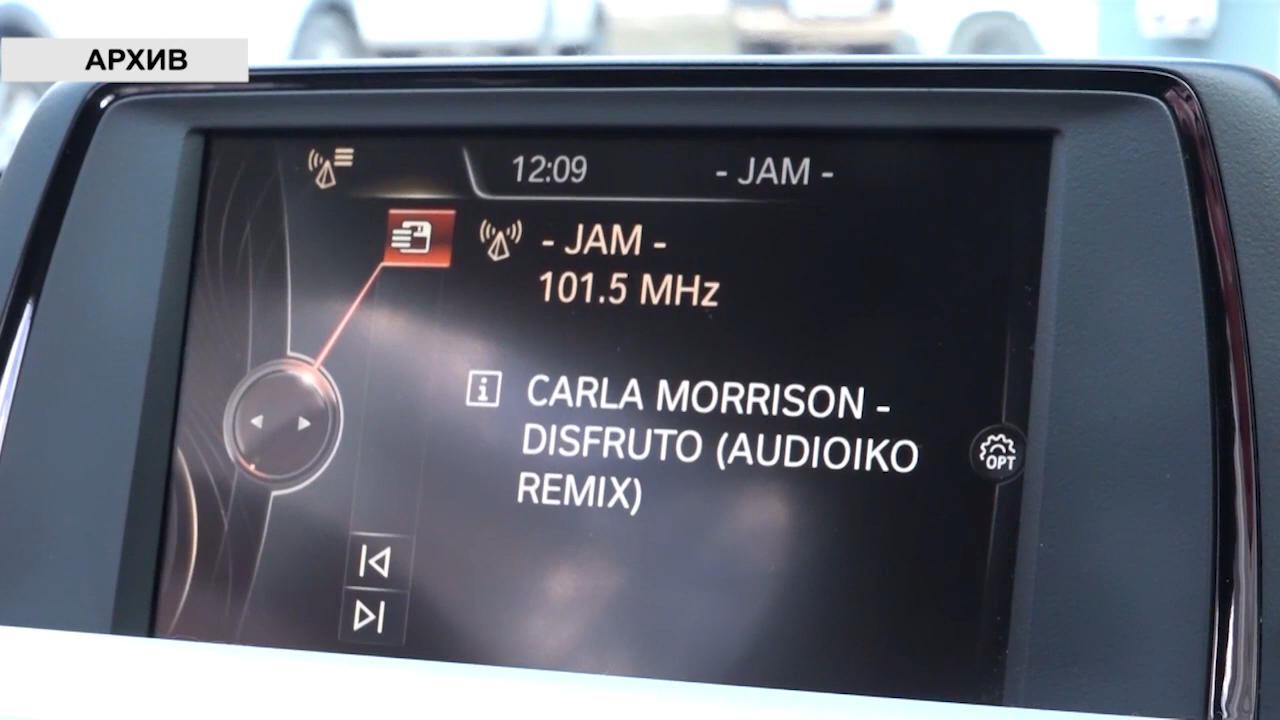 АРХИВ
12:09 - JAM -
- JAM -
101.5 MHz
CARLA MORRISON -
DISFRUTO (AUDIOIKO
REMIX)
OPT